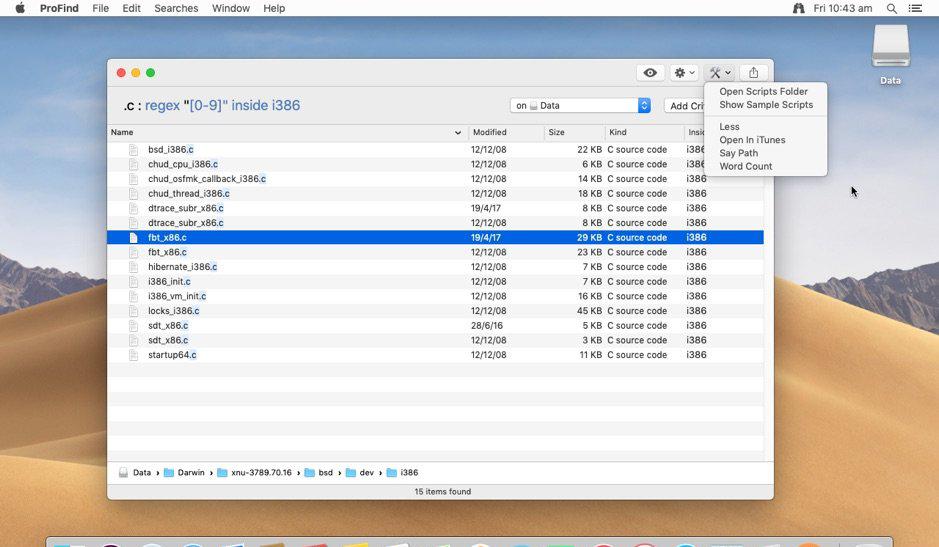 ProFind File Edit Searches Window Help Fri 10:43 am
Data
.c : regex "[0-9]" inside i386 on Data Add Cri
Open Scripts Folder
Show Sample Scripts
Less
Open In iTunes
Say Path
Word Count
Name Modified Size Kind Insi
bsd_i386.c 12/12/08 22 KB C source code i386
chud_cpu_i386.c 12/12/08 6 KB C source code i386
chud_osfmk_callback_i386.c 12/12/08 14 KB C source code i386
chud_thread_i386.c 12/12/08 18 KB C source code i386
dtrace_subr_x86.c 19/4/17 8 KB C source code i386
dtrace_subr_x86.c 12/12/08 8 KB C source code i386
fbt_x86.c 19/4/17 29 KB C source code i386
fbt_x86.c 12/12/08 23 KB C source code i386
hibernate_i386.c 12/12/08 7 KB C source code i386
i386_init.c 12/12/08 7 KB C source code i386
i386_vm_init.c 12/12/08 16 KB C source code i386
locks_i386.c 12/12/08 45 KB C source code i386
sdt_x86.c 28/6/16 5 KB C source code i386
sdt_x86.c 12/12/08 3 KB C source code i386
startup64.c 12/12/08 11 KB C source code i386
Data › Darwin › xnu-3789.70.16 › bsd › dev › i386
15 items found